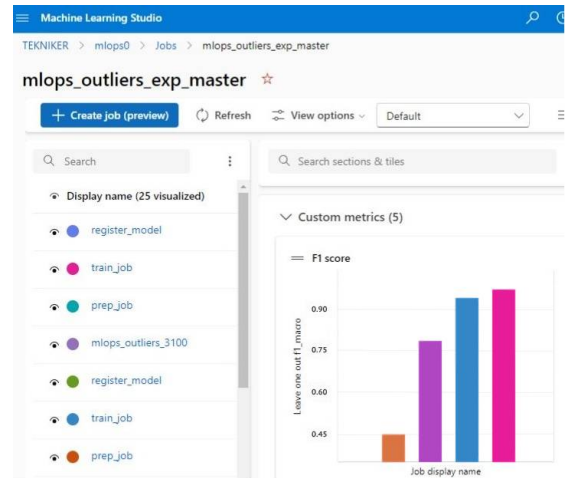 Machine Learning Studio
TEKNIKER > mlops0 > Jobs > mlops_outliers_exp_master
mlops_outliers_exp_master
+ Create job (preview) Refresh View options Default
Search
Display name (25 visualized)
register_model
train_job
prep_job
mlops_outliers_3100
register_model
train_job
prep_job
Search sections & tiles
Custom metrics (5)
F1 score
Leave one out f1_macro
0.90
0.75
0.60
0.45
Job display name